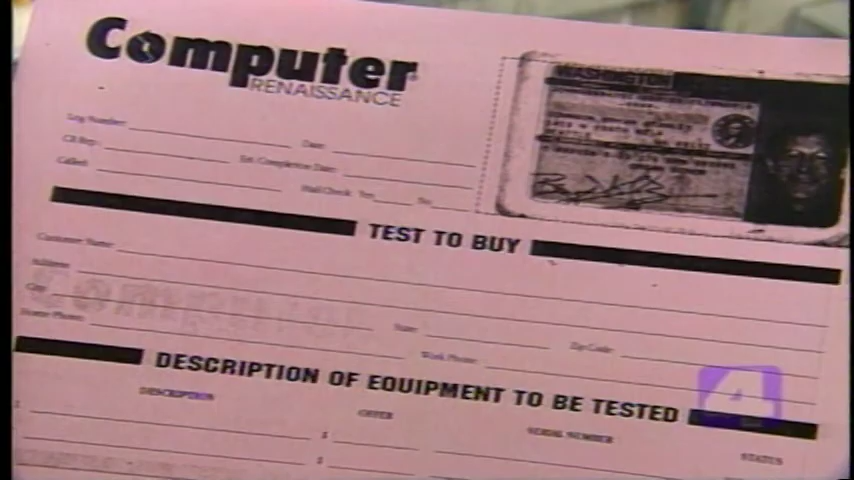 Computer
RENAISSANCE
WASHINGTON
Log Number:
Date:
CR Rep:
Est. Completion Date:
Called:
Hall Check Yes No
TEST TO BUY
Customer Name:
Address:
City:
State:
Zip Code:
Home Phone:
Work Phone:
DESCRIPTION OF EQUIPMENT TO BE TESTED
DESCRIPTION OFFER SERIAL NUMBER STATUS
$ $
$
4